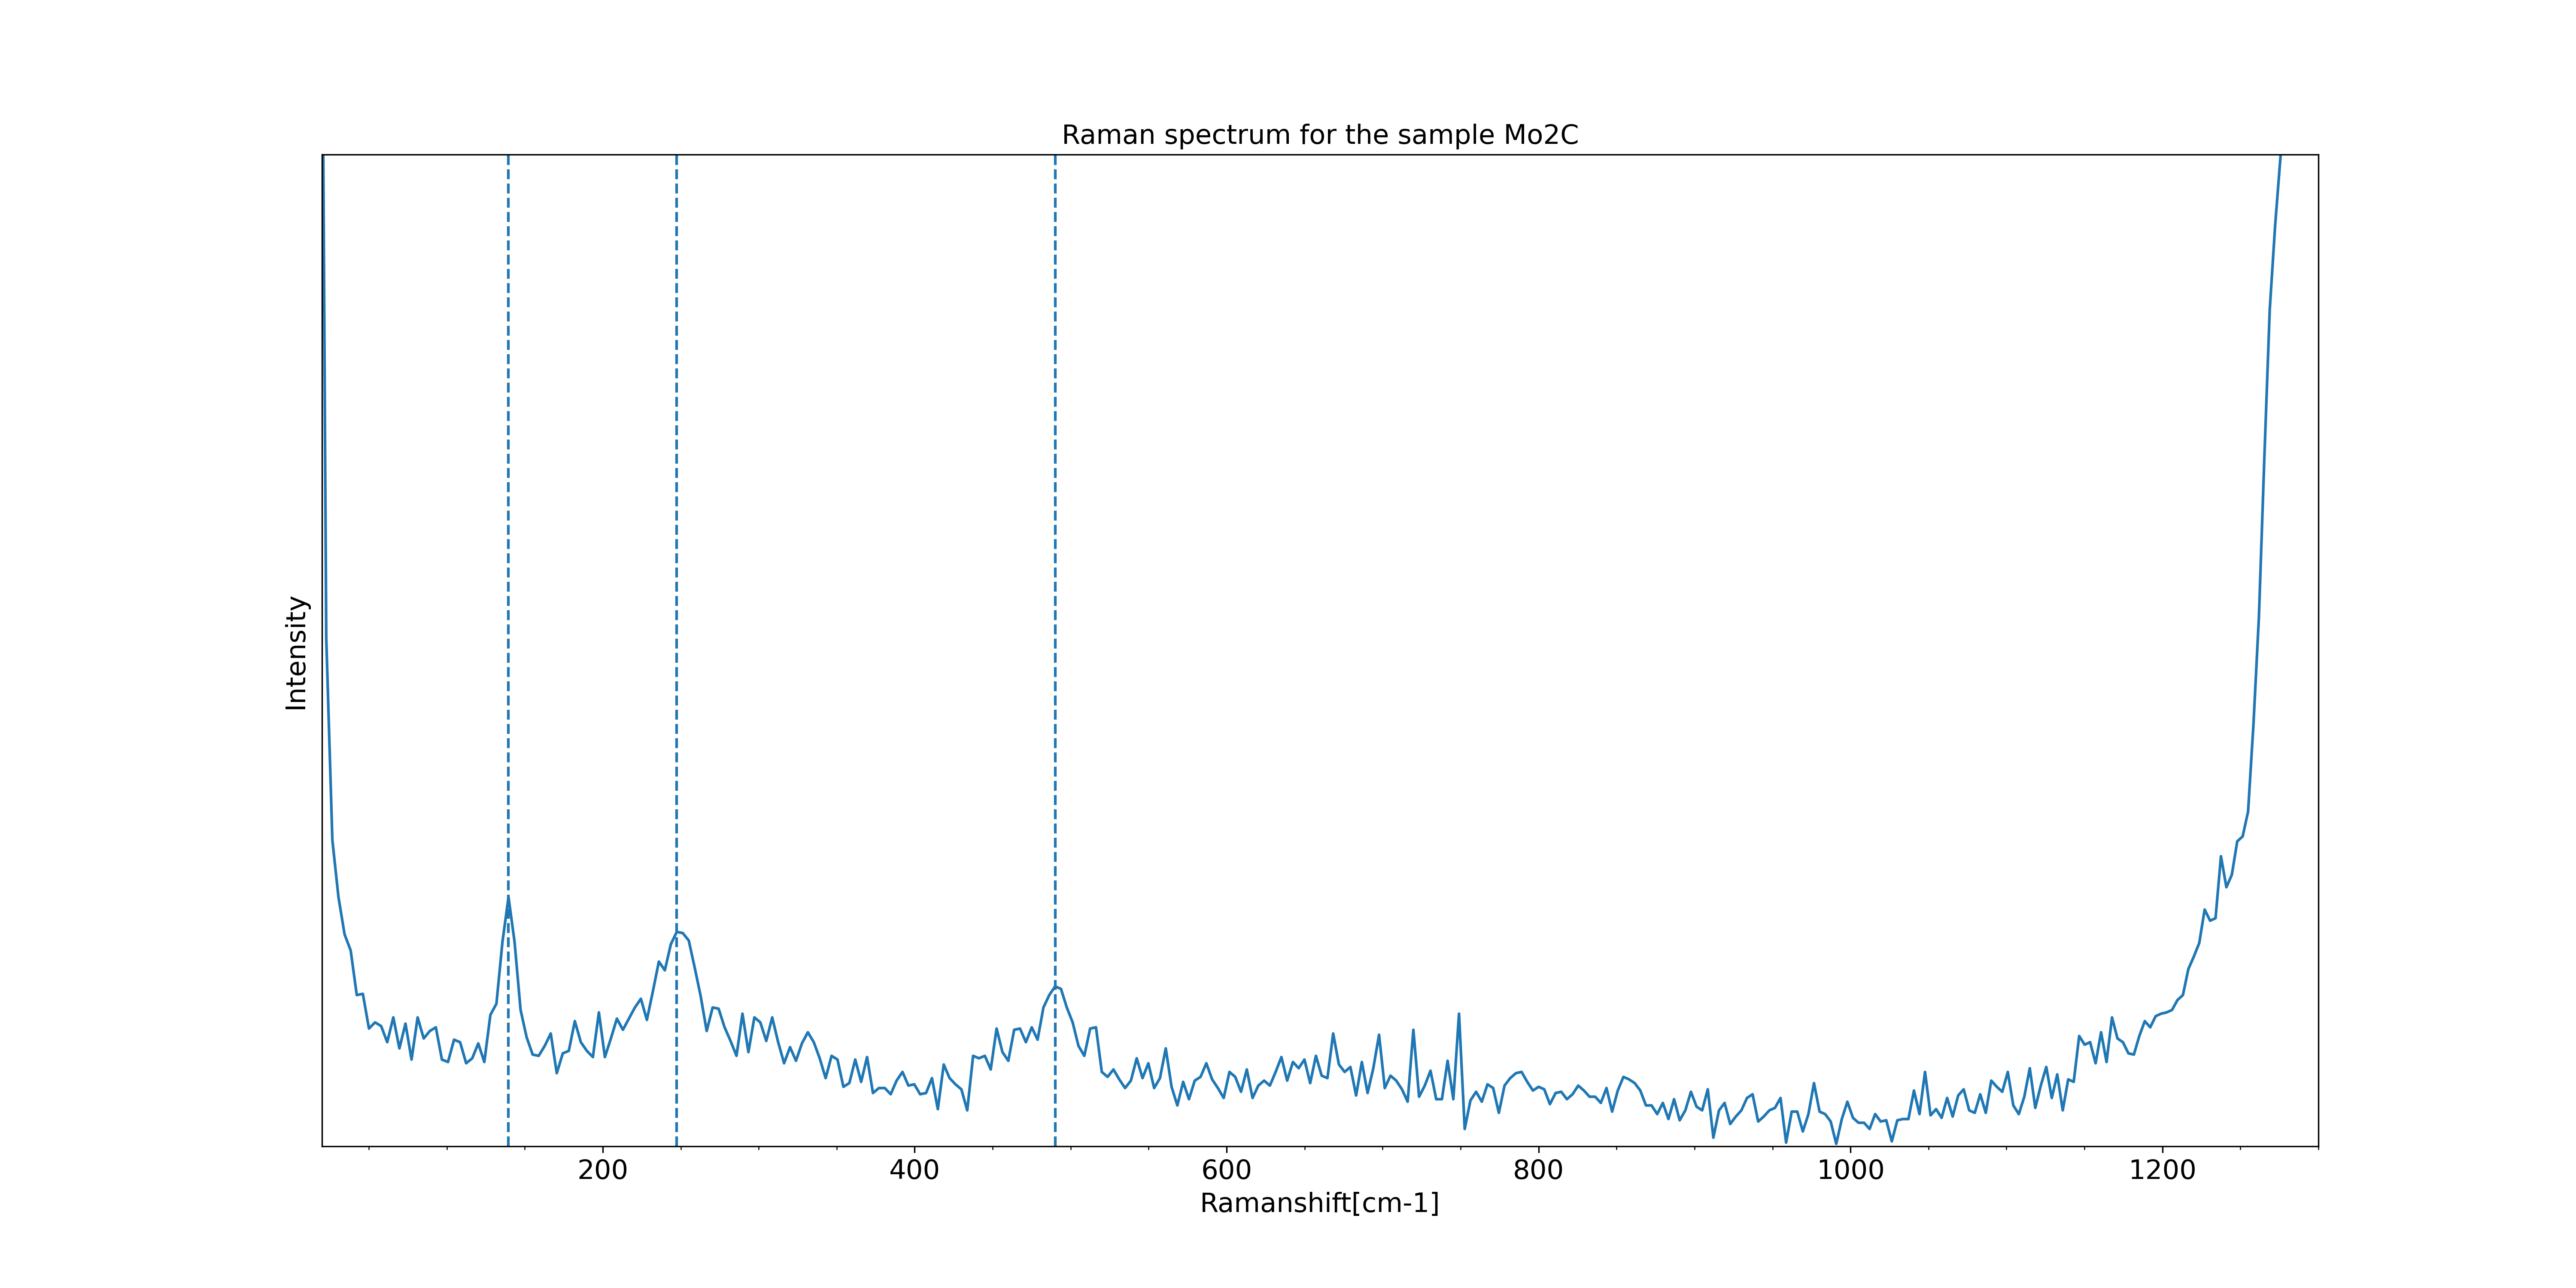 Raman spectrum for the sample Mo2C
Intensity
200 400 600 800 1000 1200
Ramanshift[cm-1]